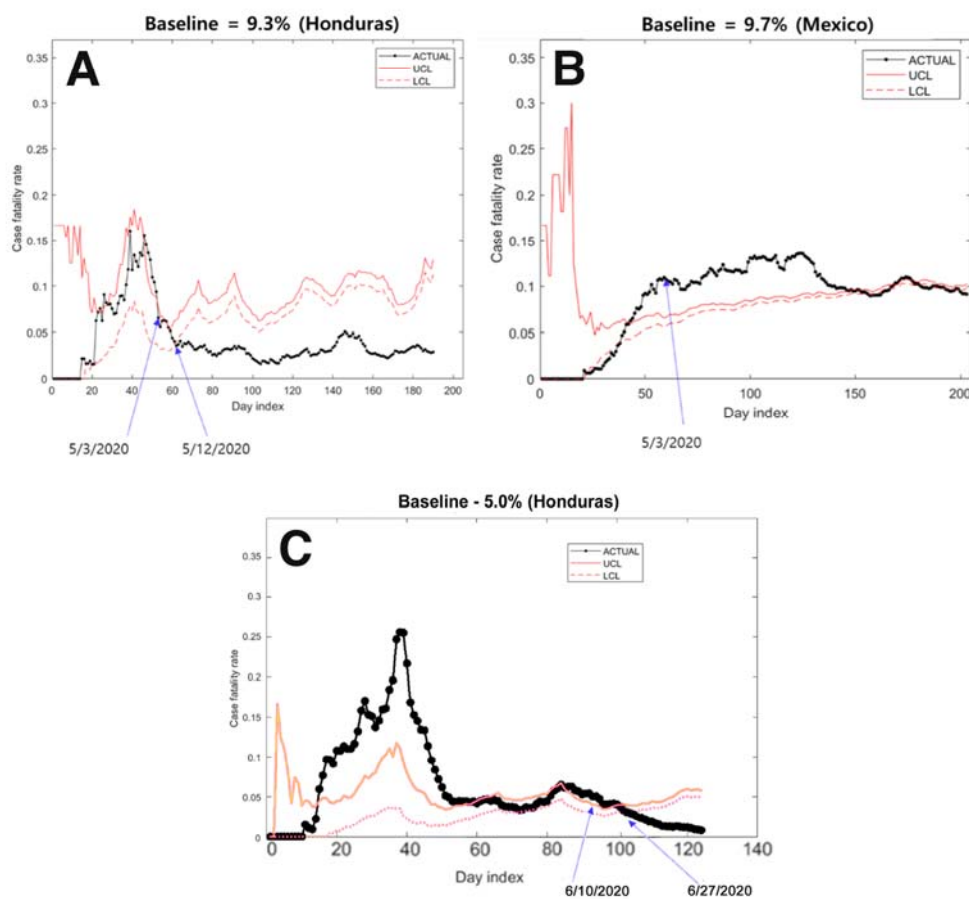 Baseline = 9.3% (Honduras)
A
ACTUAL
UCL
LCL
0.35
0.3
0.25
0.2
0.15
0.1
0.05
0
Case fatality rate
0 20 40 60 80 100 120 140 160 180 200
Day index
5/3/2020 5/12/2020
Baseline = 9.7% (Mexico)
B
ACTUAL
UCL
LCL
0.35
0.3
0.25
0.2
0.15
0.1
0.05
0
Case fatality rate
0 50 100 150 200
Day index
5/3/2020
Baseline - 5.0% (Honduras)
C
ACTUAL
UCL
LCL
0.35
0.3
0.25
0.2
0.15
0.1
0.05
0
Case fatality rate
0 20 40 60 80 100 120 140
Day index
6/10/2020 6/27/2020